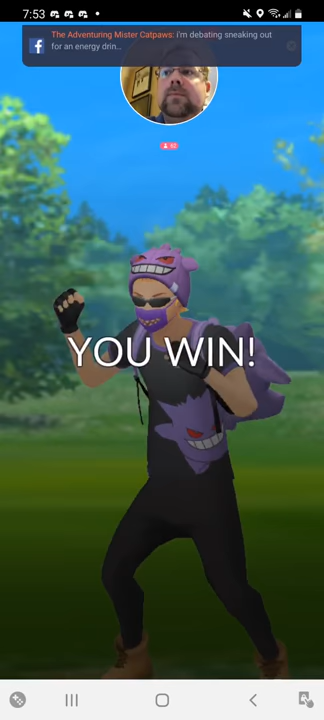 7:53
The Adventuring Mister Catpaws: i'm debating sneaking out
for an energy drin...
YOU WIN!